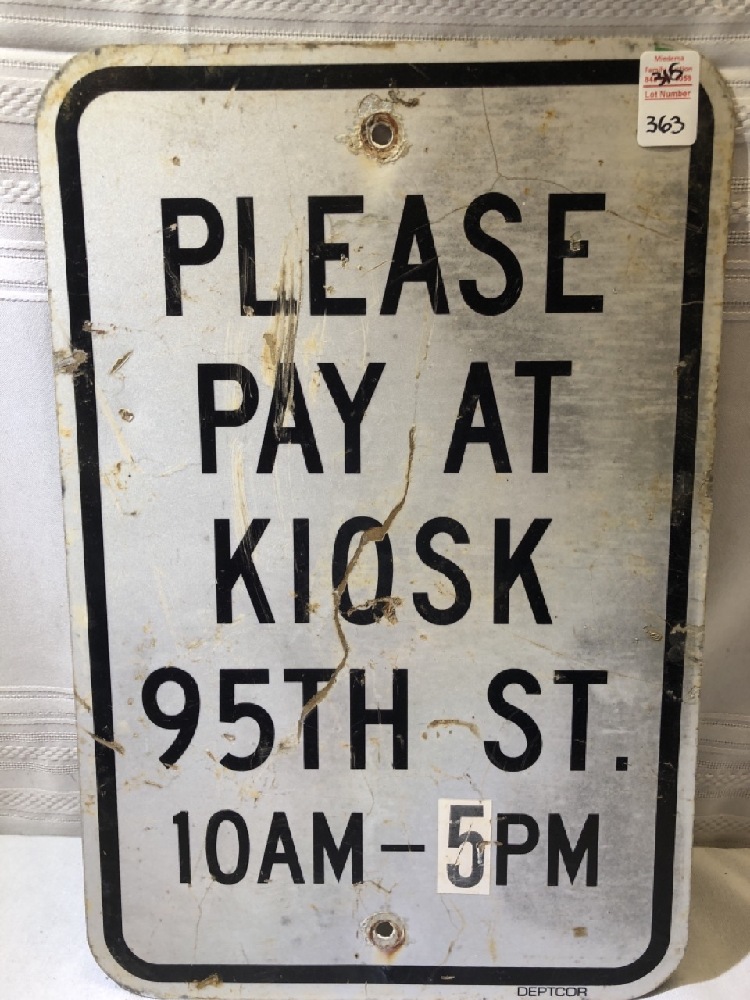 Lot Number
363
PLEASE
PAY AT
KIOSK
95TH ST.
10AM-5PM
DEPTCOR